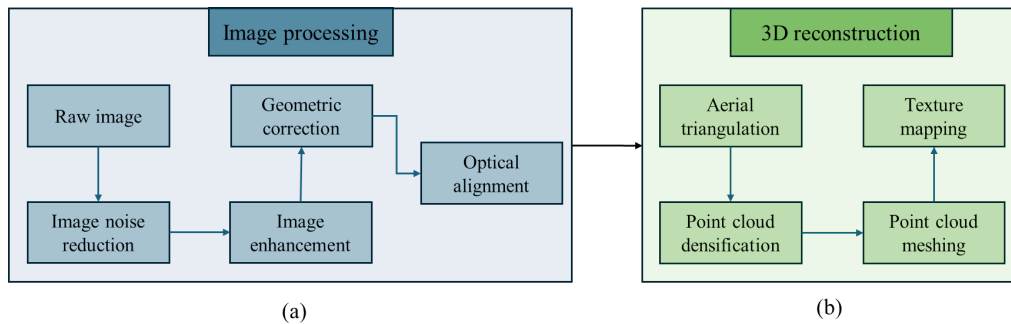 Image processing
Raw image
Image noise
reduction
Image
enhancement
Geometric
correction
Optical
alignment
(a)
3D reconstruction
Aerial
triangulation
Point cloud
densification
Point cloud
meshing
Texture
mapping
(b)